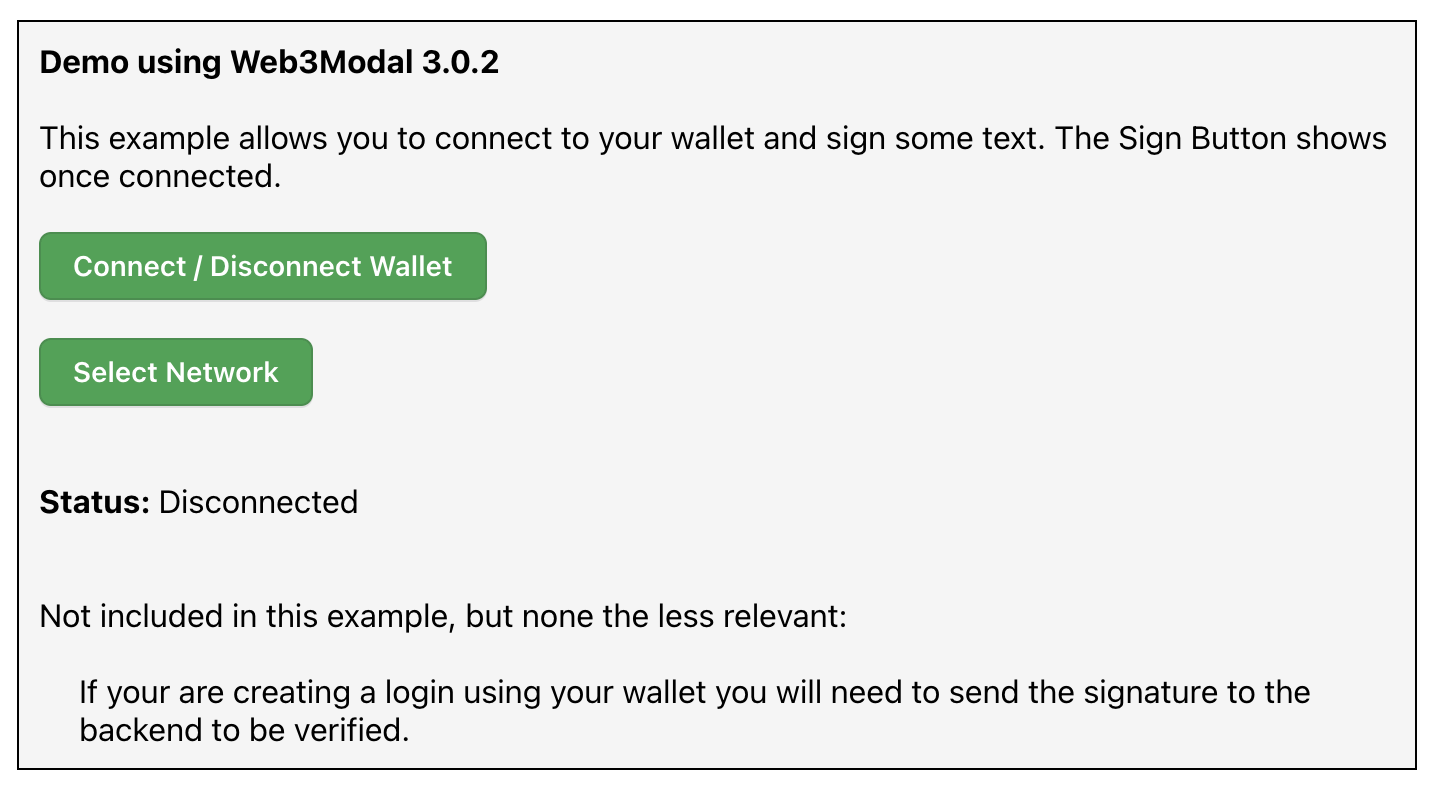 Demo using Web3Modal 3.0.2
This example allows you to connect to your wallet and sign some text. The Sign Button shows
once connected.
Connect / Disconnect Wallet
Select Network
Status: Disconnected
Not included in this example, but none the less relevant:
If your are creating a login using your wallet you will need to send the signature to the
backend to be verified.